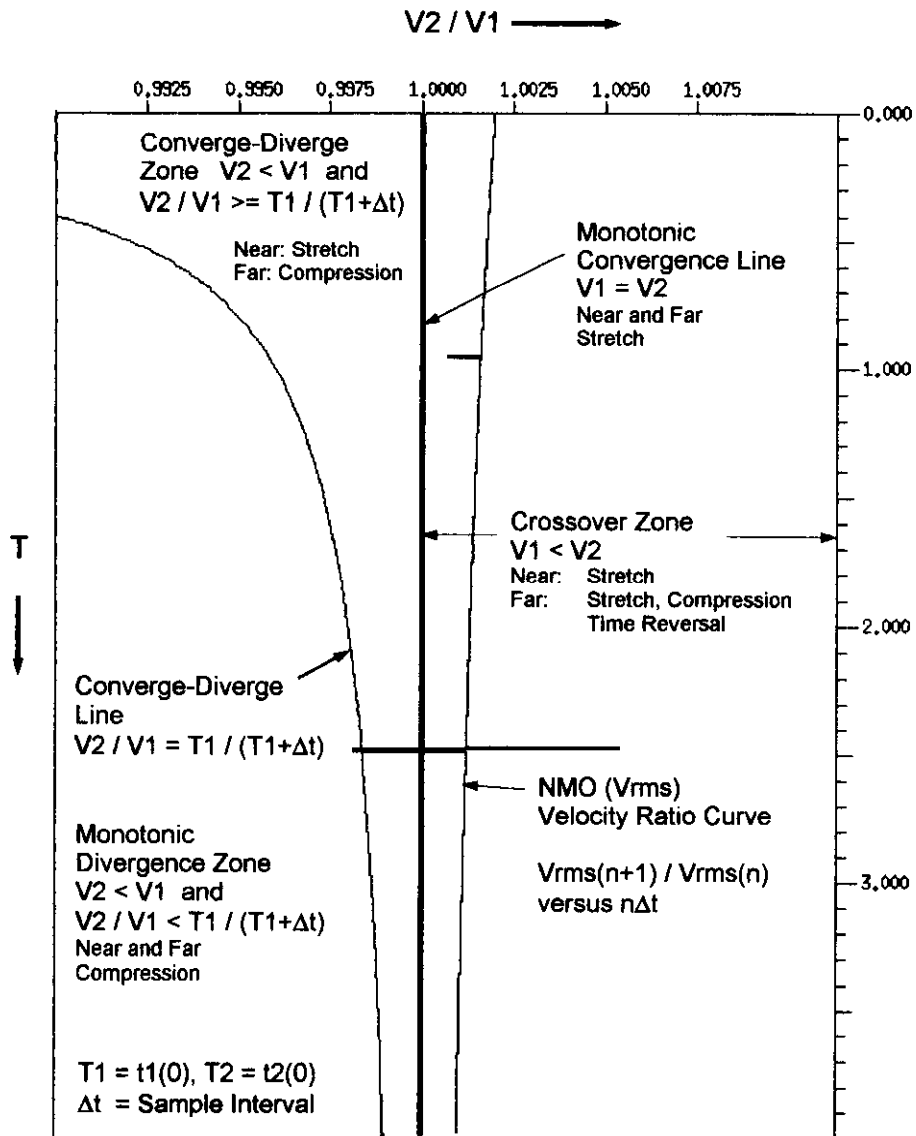 V2 / V1
0.9925 0.9950 0.9975 1.0000 1.0025 1.0050 1.0075
0.000
Converge-Diverge
Zone V2 < V1 and
V2 / V1 >= T1 / (T1+Δt)
Near: Stretch
Far: Compression
Monotonic
Convergence Line
V1 = V2
Near and Far
Stretch
1.000
T
Crossover Zone
V1 < V2
Near: Stretch
Far: Stretch, Compression
Time Reversal
2.000
Converge-Diverge
Line
V2 / V1 = T1 / (T1+Δt)
NMO (Vrms)
Velocity Ratio Curve
Vrms(n+1) / Vrms(n)
versus nΔt
3.000
Monotonic
Divergence Zone
V2 < V1 and
V2 / V1 < T1 / (T1+Δt)
Near and Far
Compression
T1 = t1(0), T2 = t2(0)
Δt = Sample Interval